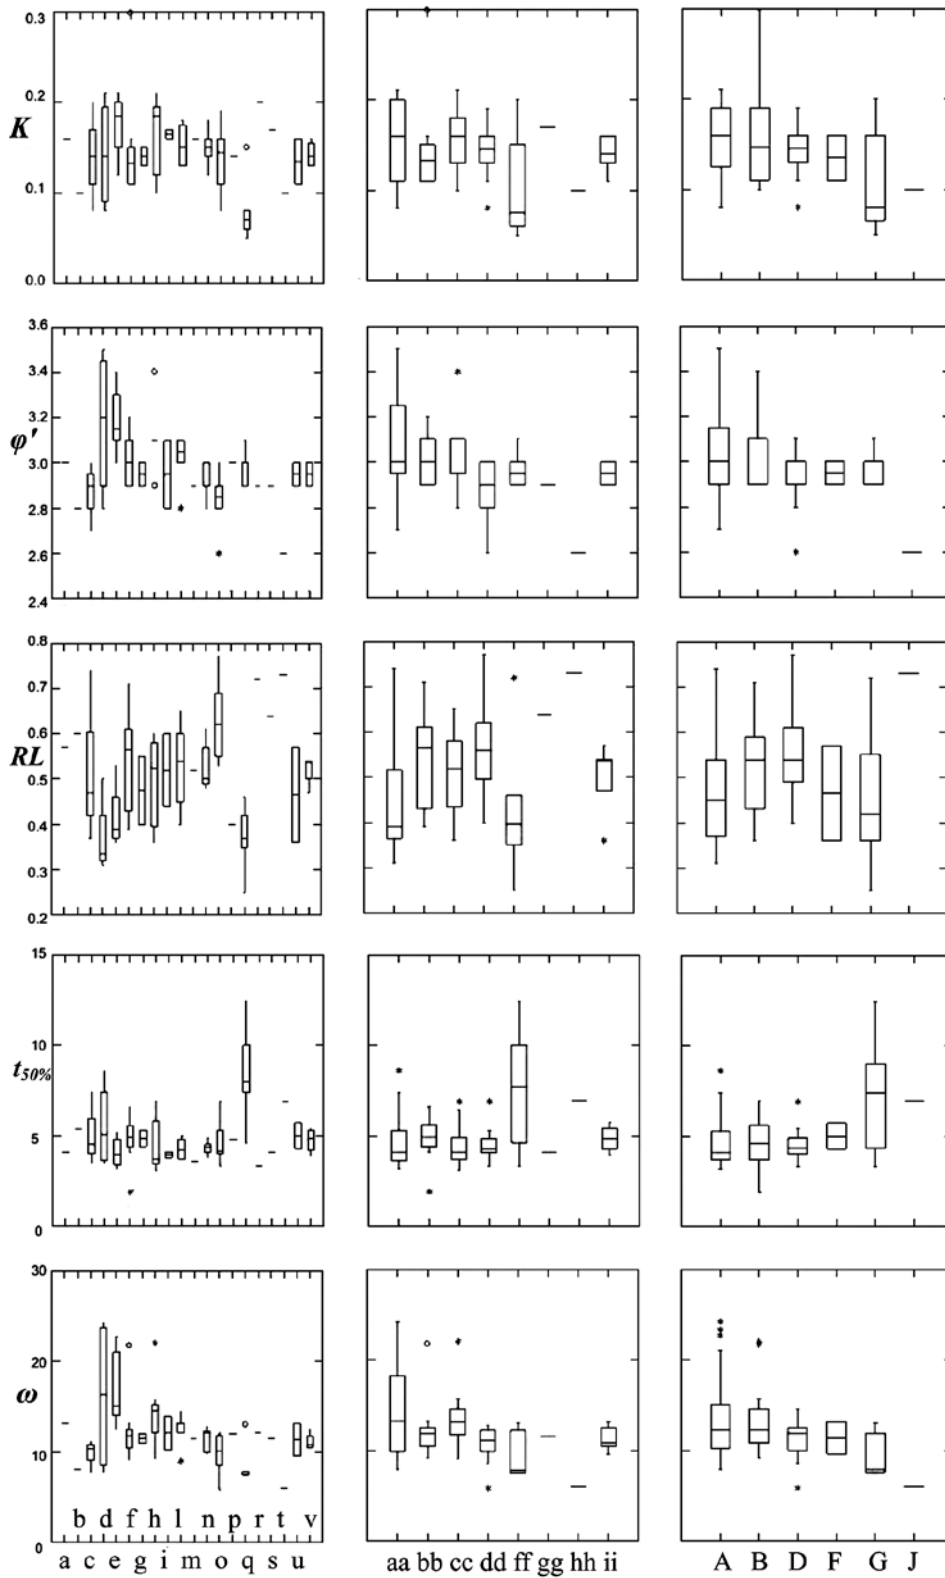 0.3
0.2
K
0.1
0.0
3.6
3.4
3.2
φ'
3.0
2.8
2.6
2.4
0.8
0.7
0.6
RL
0.5
0.4
0.3
0.2
15
10
t50%
5
0
30
20
ω
10
b d f h l n p r t v
0
a c e g i m o q s u
aa bb cc dd ff gg hh ii
A B D F G J